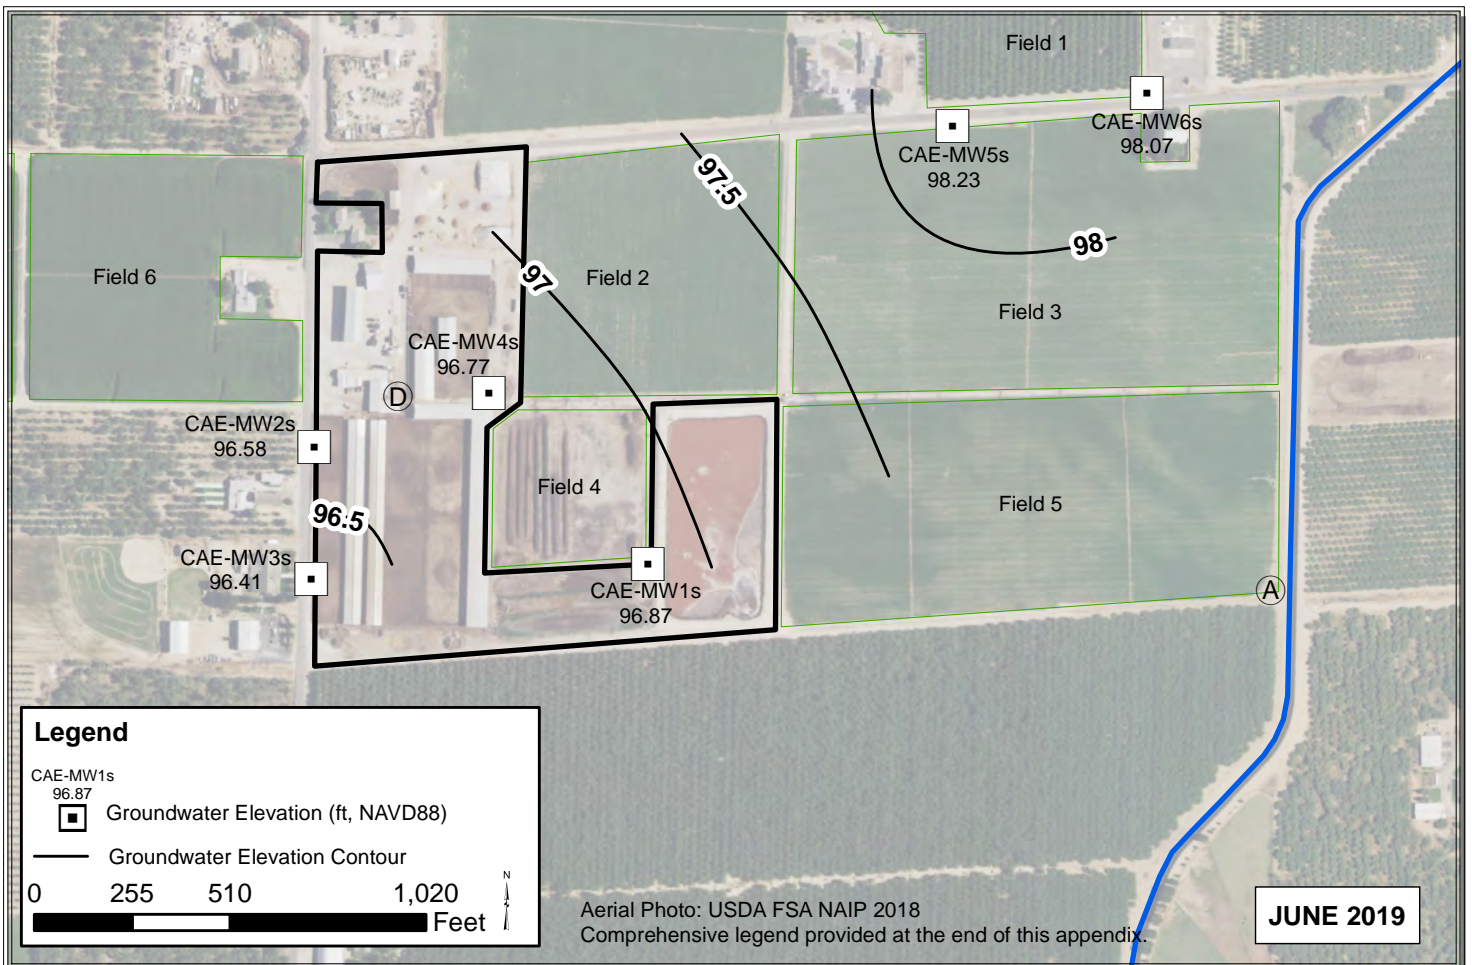 Field 1
CAE-MW6s
98.07
CAE-MW5s
98.23
97.5
98
Field 6
97
Field 2
Field 3
CAE-MW4s
96.77
D
CAE-MW2s
96.58
Field 4
Field 5
96.5
CAE-MW3s
96.41
CAE-MW1s
96.87
A
Legend
CAE-MW1s
96.87
Groundwater Elevation (ft, NAVD88)
Groundwater Elevation Contour
0 255 510 1,020
Feet
N
Aerial Photo: USDA FSA NAIP 2018
Comprehensive legend provided at the end of this appendix.
JUNE 2019